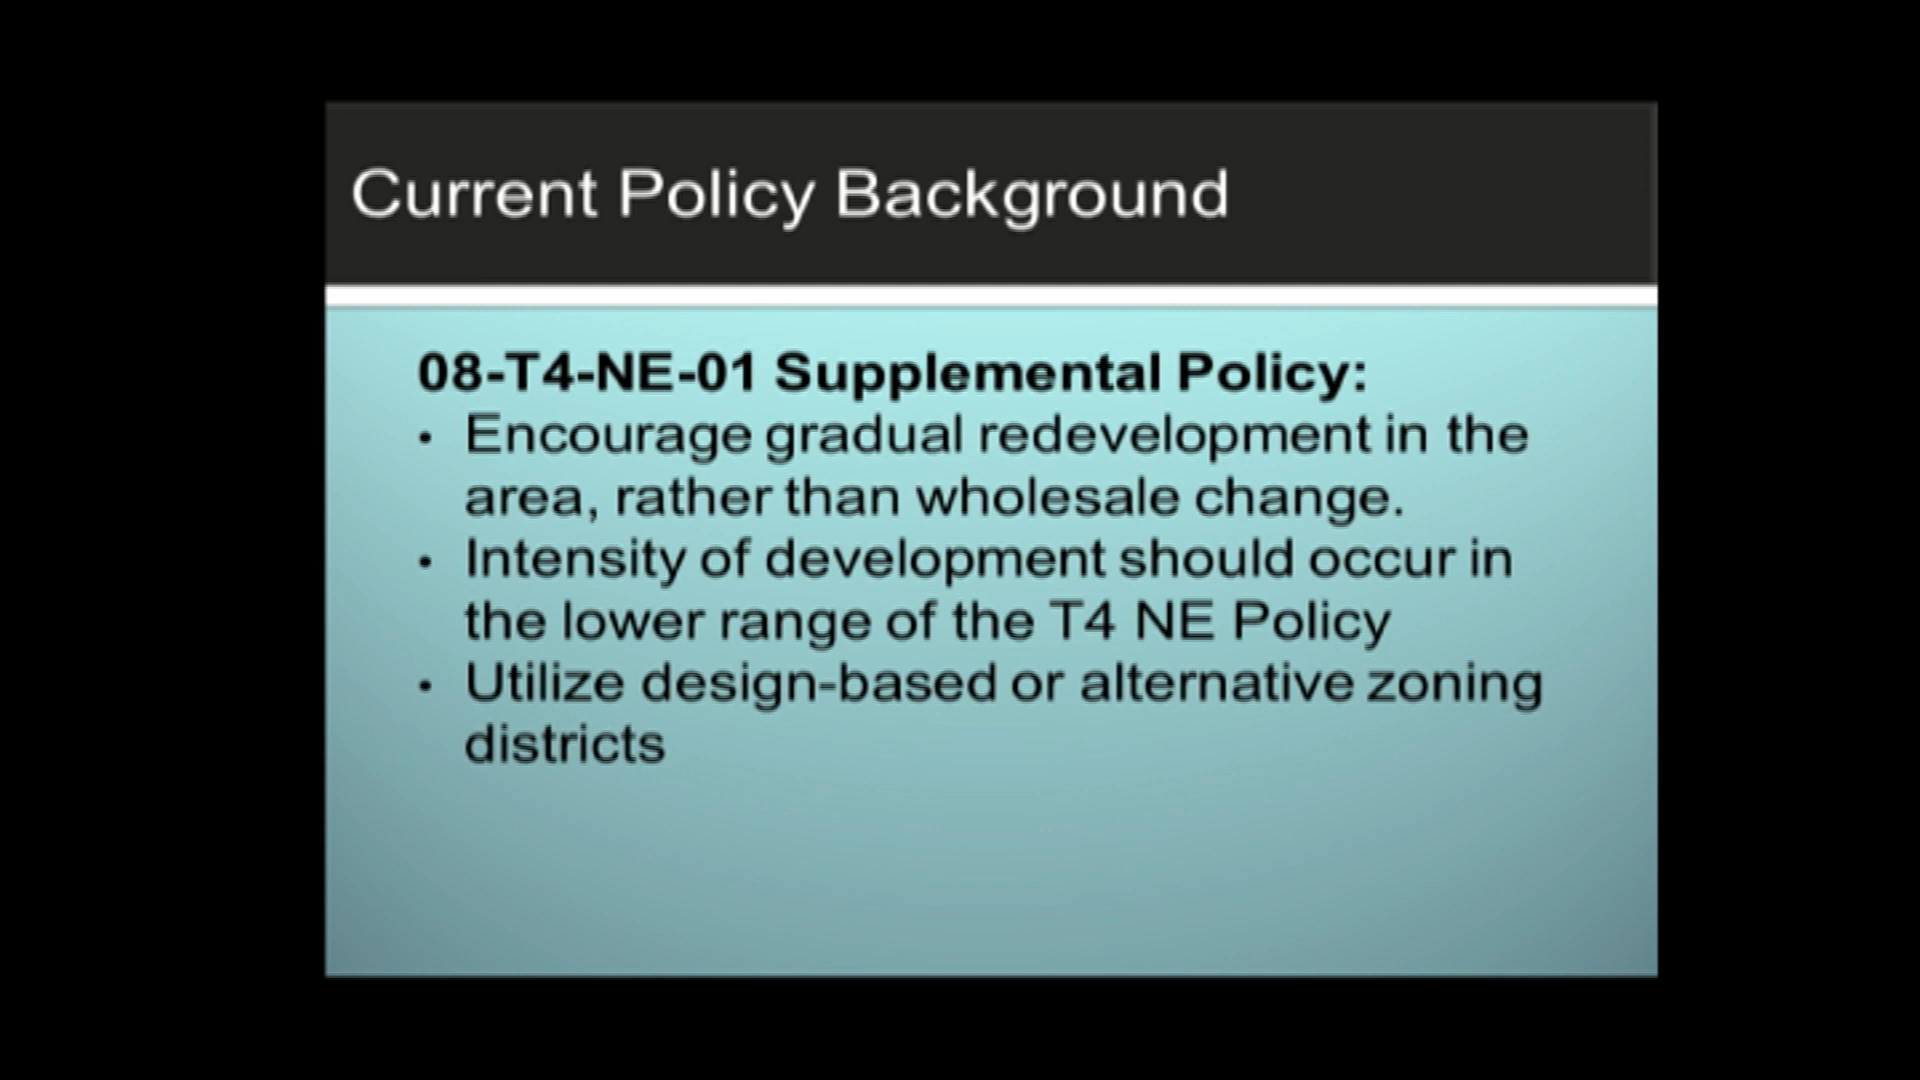 Current Policy Background
08-T4-NE-01 Supplemental Policy:
• Encourage gradual redevelopment in the
area, rather than wholesale change.
• Intensity of development should occur in
the lower range of the T4 NE Policy
• Utilize design-based or alternative zoning
districts